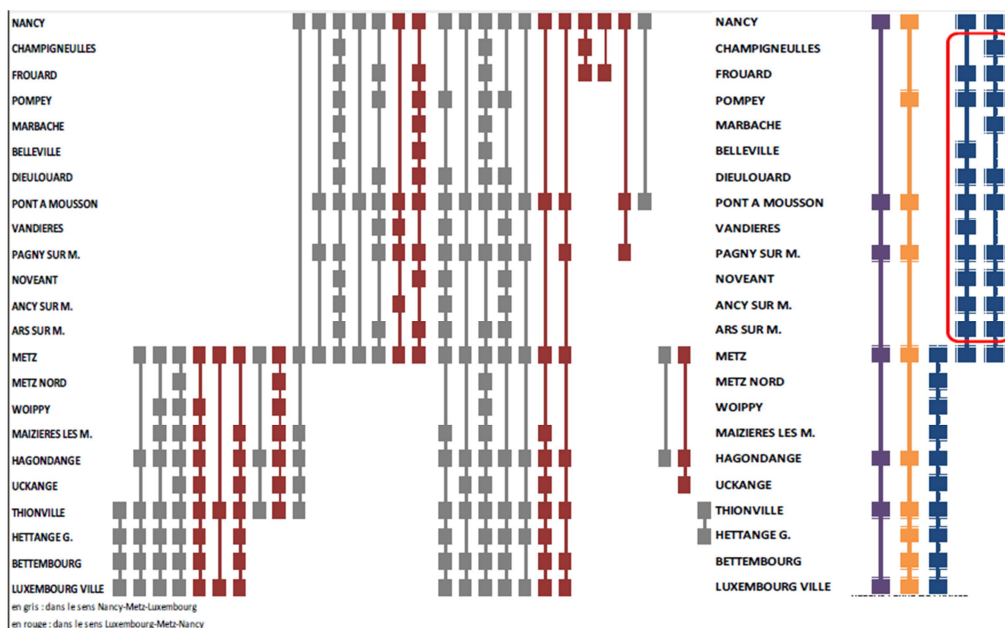 NANCY
CHAMPIGNEULLES
FROUARD
POMPEY
MARBACHE
BELLEVILLE
DIEULOUARD
PONT A MOUSSON
VANDIERES
PAGNY SUR M.
NOVEANT
ANCY SUR M.
ARS SUR M.
METZ
METZ NORD
WOIPPY
MAIZIERES LES M.
HAGONDANGE
UCKANGE
THIONVILLE
HETTANGE G.
BETTEMBOURG
LUXEMBOURG VILLE
en gris : dans le sens Nancy-Metz-Luxembourg
en rouge : dans le sens Luxembourg-Metz-Nancy
NANCY
CHAMPIGNEULLES
FROUARD
POMPEY
MARBACHE
BELLEVILLE
DIEULOUARD
PONT A MOUSSON
VANDIERES
PAGNY SUR M.
NOVEANT
ANCY SUR M.
ARS SUR M.
METZ
METZ NORD
WOIPPY
MAIZIERES LES M.
HAGONDANGE
UCKANGE
THIONVILLE
HETTANGE G.
BETTEMBOURG
LUXEMBOURG VILLE